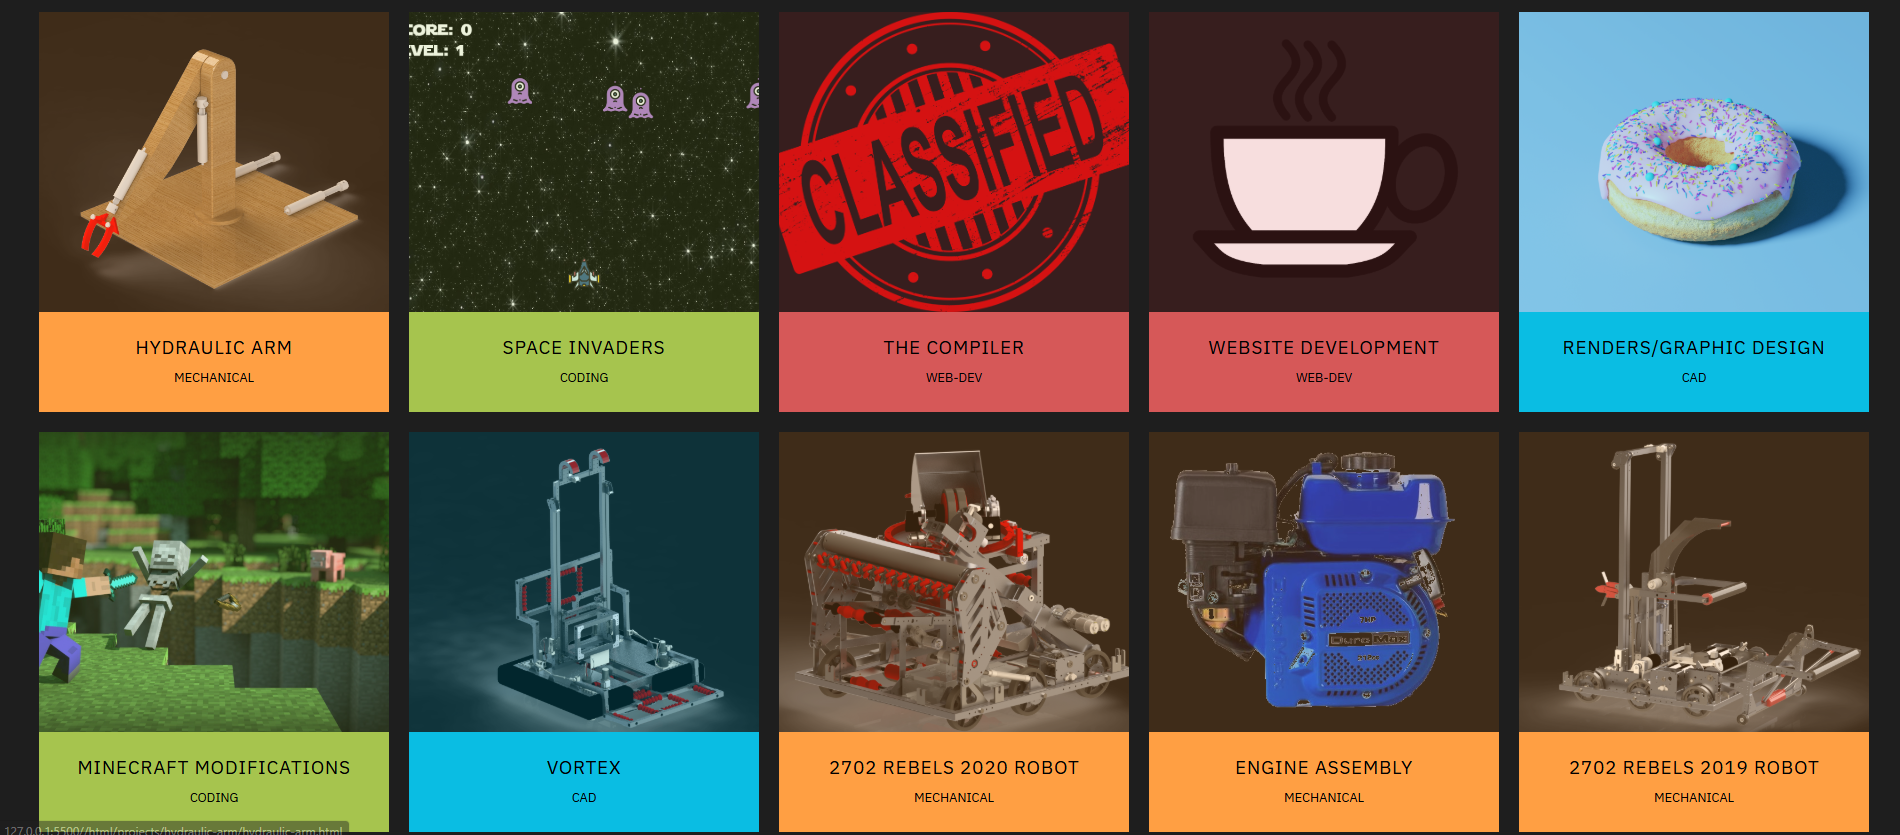 CORE: 0
EVEL: 1
CLASSIFIED
HYDRAULIC ARM
MECHANICAL
SPACE INVADERS
CODING
THE COMPILER
WEB-DEV
WEBSITE DEVELOPMENT
WEB-DEV
RENDERS/GRAPHIC DESIGN
CAD
DuroMax
MINECRAFT MODIFICATIONS
CODING
VORTEX
CAD
2702 REBELS 2020 ROBOT
MECHANICAL
ENGINE ASSEMBLY
MECHANICAL
2702 REBELS 2019 ROBOT
MECHANICAL
127.0.0.1:5500//html/projects/hydraulic-arm/hydraulic-arm.html